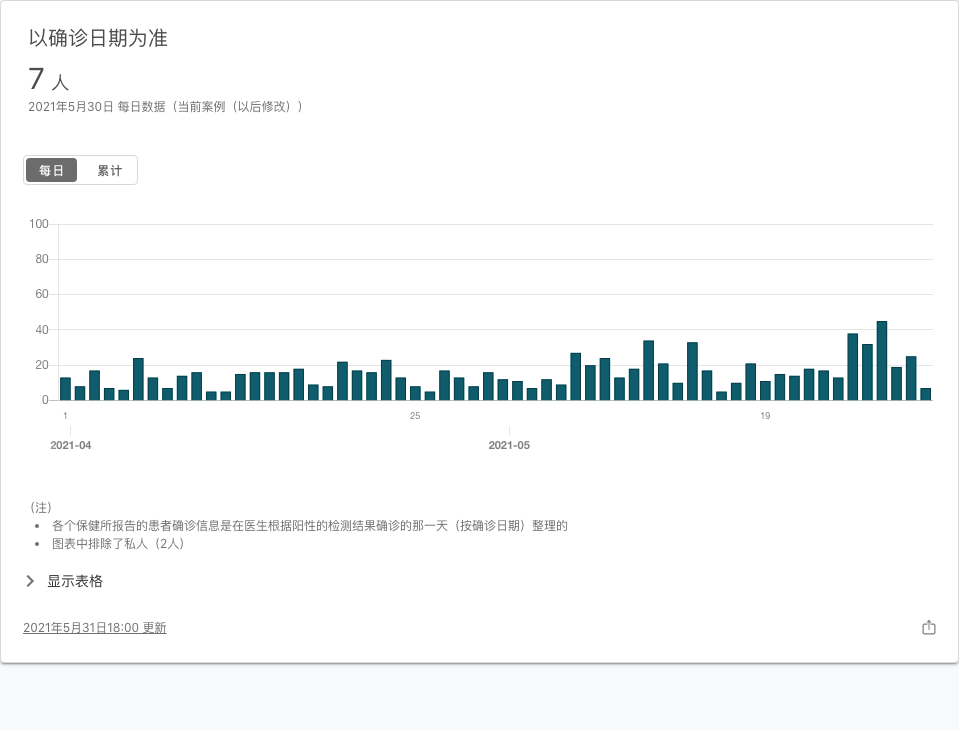 以确诊日期为准
7 人
2021年5月30日 每日数据（当前案例（以后修改））
每日 累计
100
80
60
40
20
0
1 25 19
2021-04 2021-05
(注)
• 各个保健所报告的患者确诊信息是在医生根据阳性的检测结果确诊的那一天（按确诊日期）整理的
• 图表中排除了私人（2人）
显示表格
2021年5月31日18:00 更新